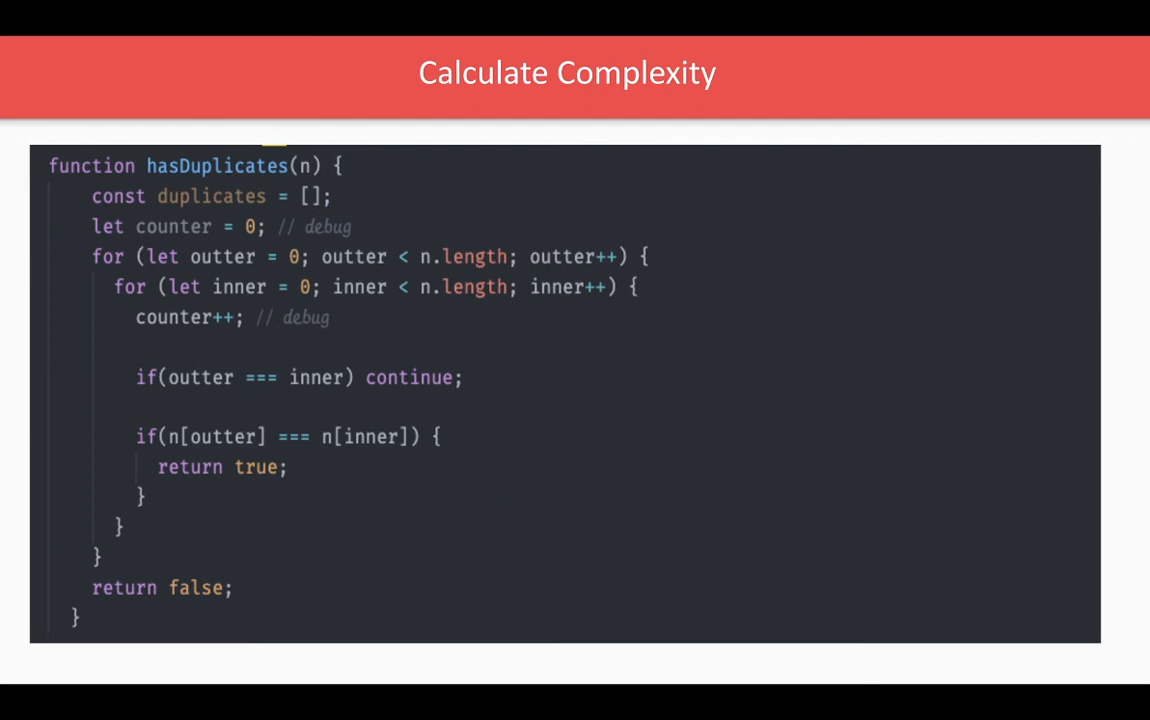 Calculate Complexity
function hasDuplicates(n) {
const duplicates = [];
let counter = 0; // debug
for (let outter = 0; outter < n.length; outter++) {
for (let inner = 0; inner < n.length; inner++) {
counter++; // debug
if(outter === inner) continue;
if(n[outter] === n[inner]) {
return true;
}
}
}
return false;
}